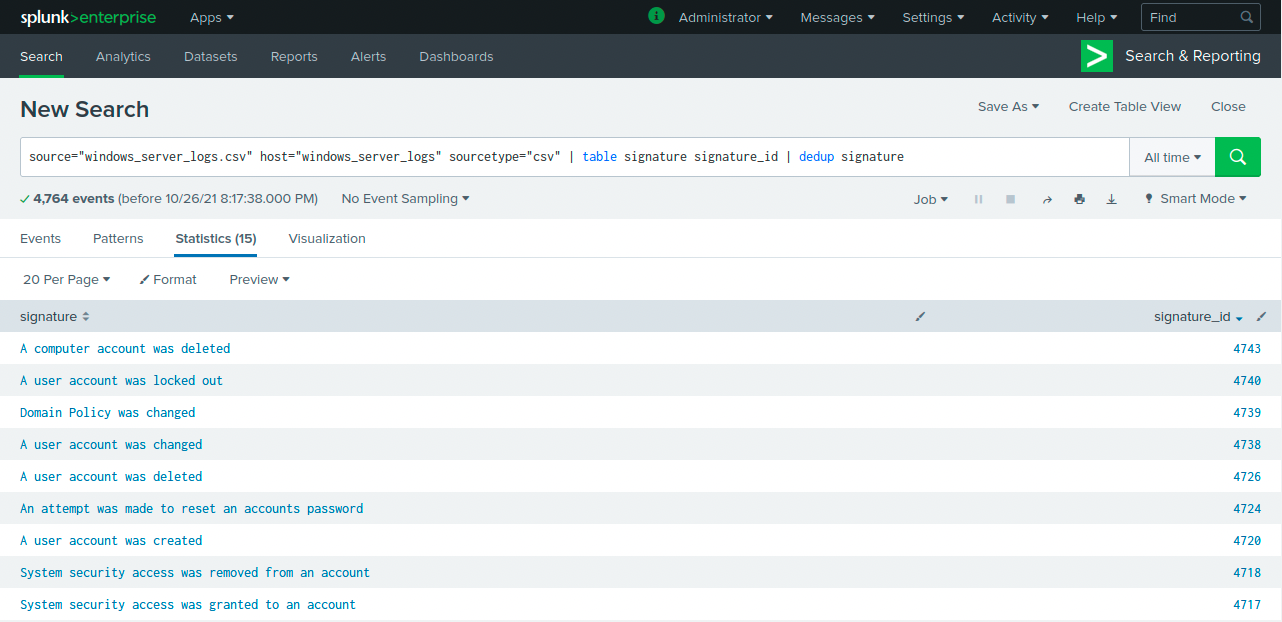 splunk>enterprise Apps Administrator Messages Settings Activity Help Find
Search Analytics Datasets Reports Alerts Dashboards Search & Reporting
New Search Save As Create Table View Close
source="windows_server_logs.csv" host="windows_server_logs" sourcetype="csv" | table signature signature_id | dedup signature All time
4,764 events (before 10/26/21 8:17:38.000 PM) No Event Sampling Job Smart Mode
Events Patterns Statistics (15) Visualization
20 Per Page Format Preview
signature signature_id
A computer account was deleted 4743
A user account was locked out 4740
Domain Policy was changed 4739
A user account was changed 4738
A user account was deleted 4726
An attempt was made to reset an accounts password 4724
A user account was created 4720
System security access was removed from an account 4718
System security access was granted to an account 4717